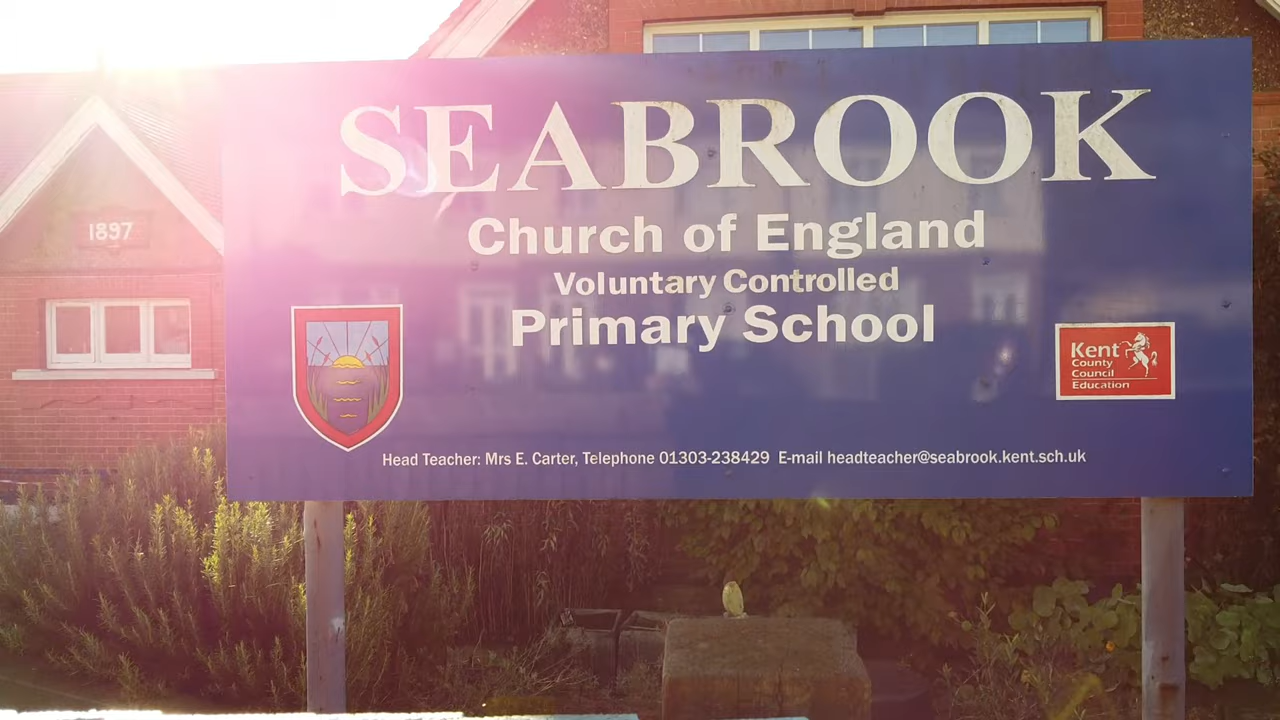 SEABROOK
Church of England
Voluntary Controlled
Primary School
1897
Kent
County
Council
Education
Head Teacher: Mrs E. Carter, Telephone 01303-238429 E-mail headteacher@seabrook.kent.sch.uk